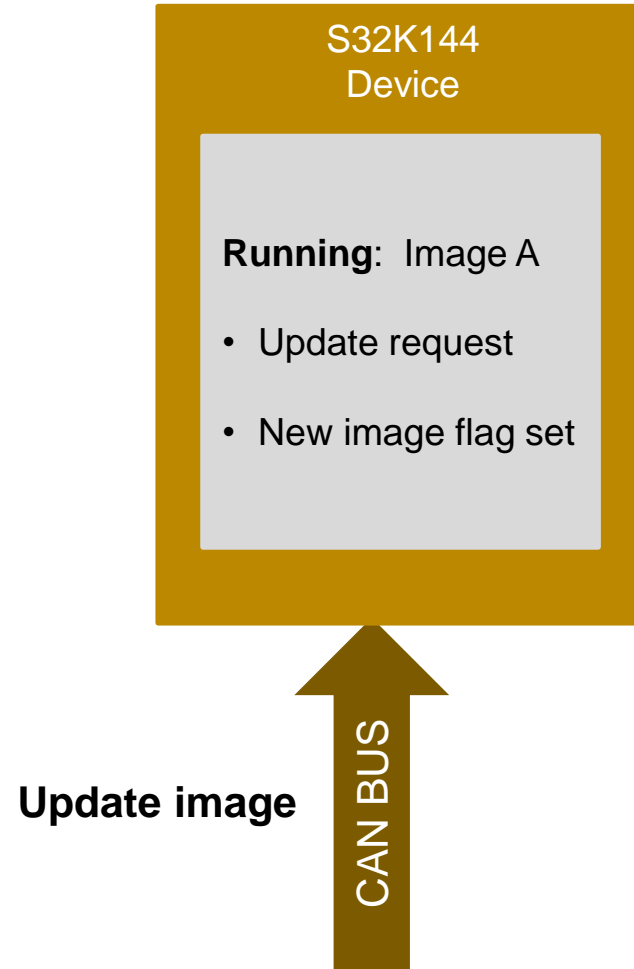 S32K144
Device
Running: Image A
• Update request
• New image flag set
Update image
CAN BUS